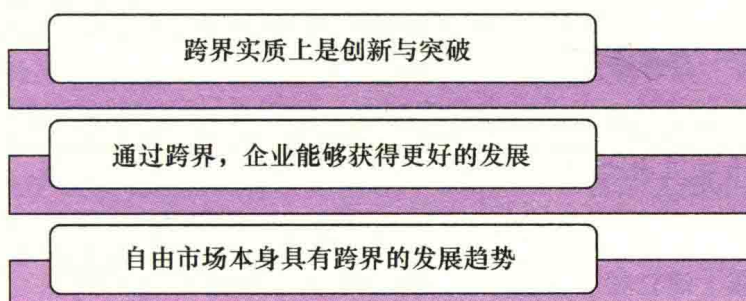 跨界实质上是创新与突破
通过跨界，企业能够获得更好的发展
自由市场本身具有跨界的发展趋势